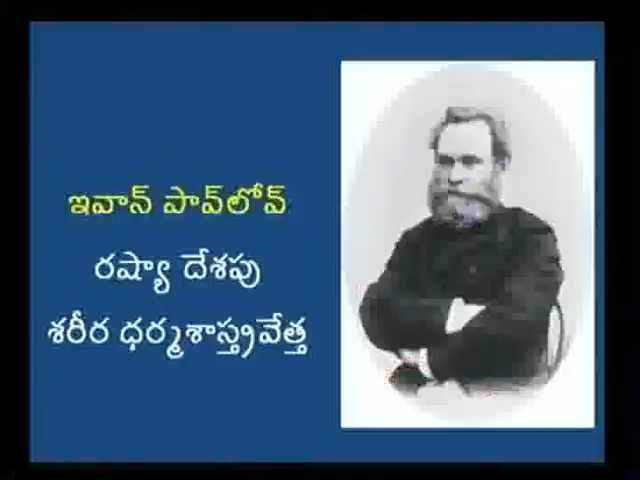 ఇవాన్ పావ్‌లోవ్
రష్యా దేశపు
శరీర ధర్మశాస్త్రవేత్త